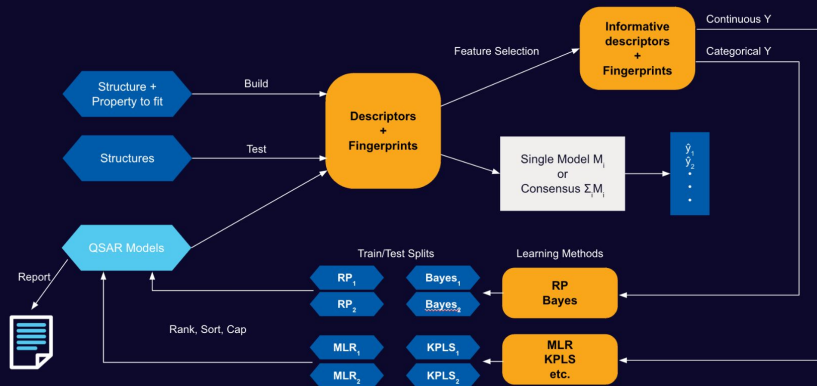 Continuous Y
Informative
descriptors
+
Fingerprints
Feature Selection
Categorical Y
Structure +
Property to fit
Build
Descriptors
+
Fingerprints
Structures
Test
Single Model Mᵢ
or
Consensus ΣᵢMᵢ
ŷ₁
ŷ₂
•
•
•
QSAR Models
Train/Test Splits
Learning Methods
Report
RP₁
Bayes₁
RP
Bayes
RP₂
Bayes₂
Rank, Sort, Cap
MLR₁
KPLS₁
MLR
KPLS
etc.
MLR₂
KPLS₂